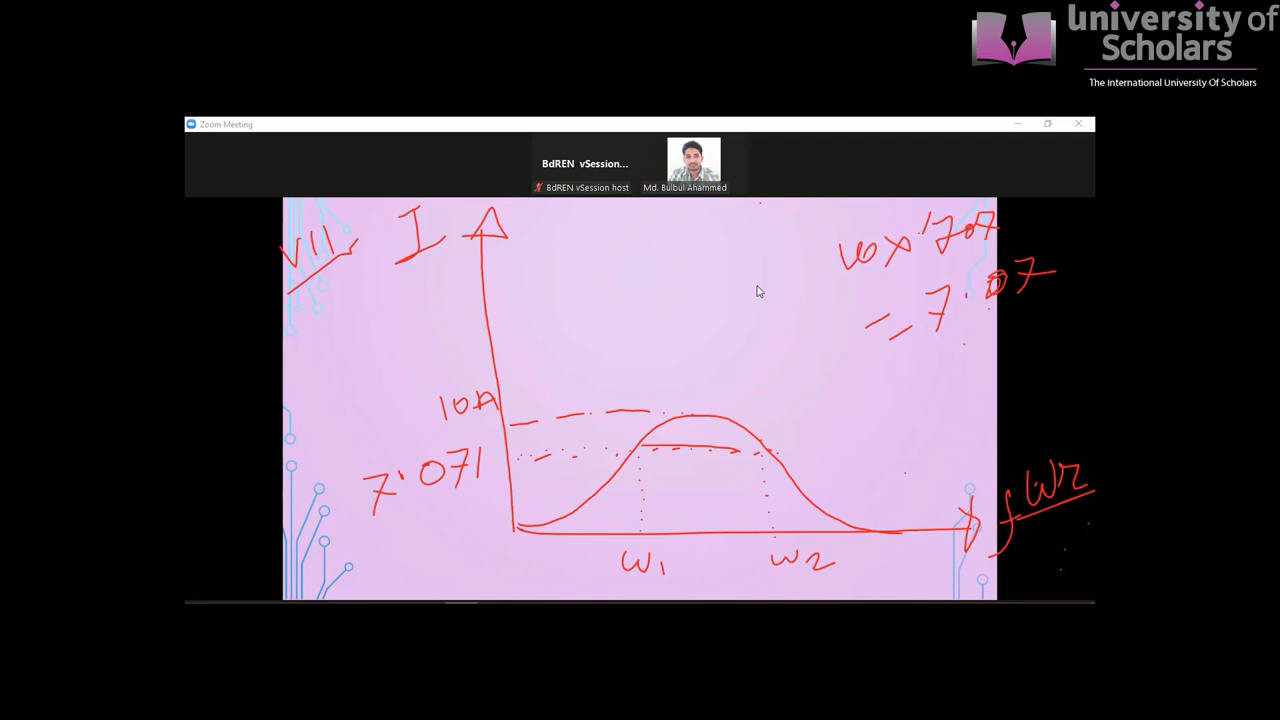 University of
Scholars
The International University Of Scholars
Zoom Meeting
BdREN vSession...
BdREN vSession host
Md. Bulbul Ahammed
VII
I
10 × .707
= 7.07
10A
7.071
f
ω1
ω2